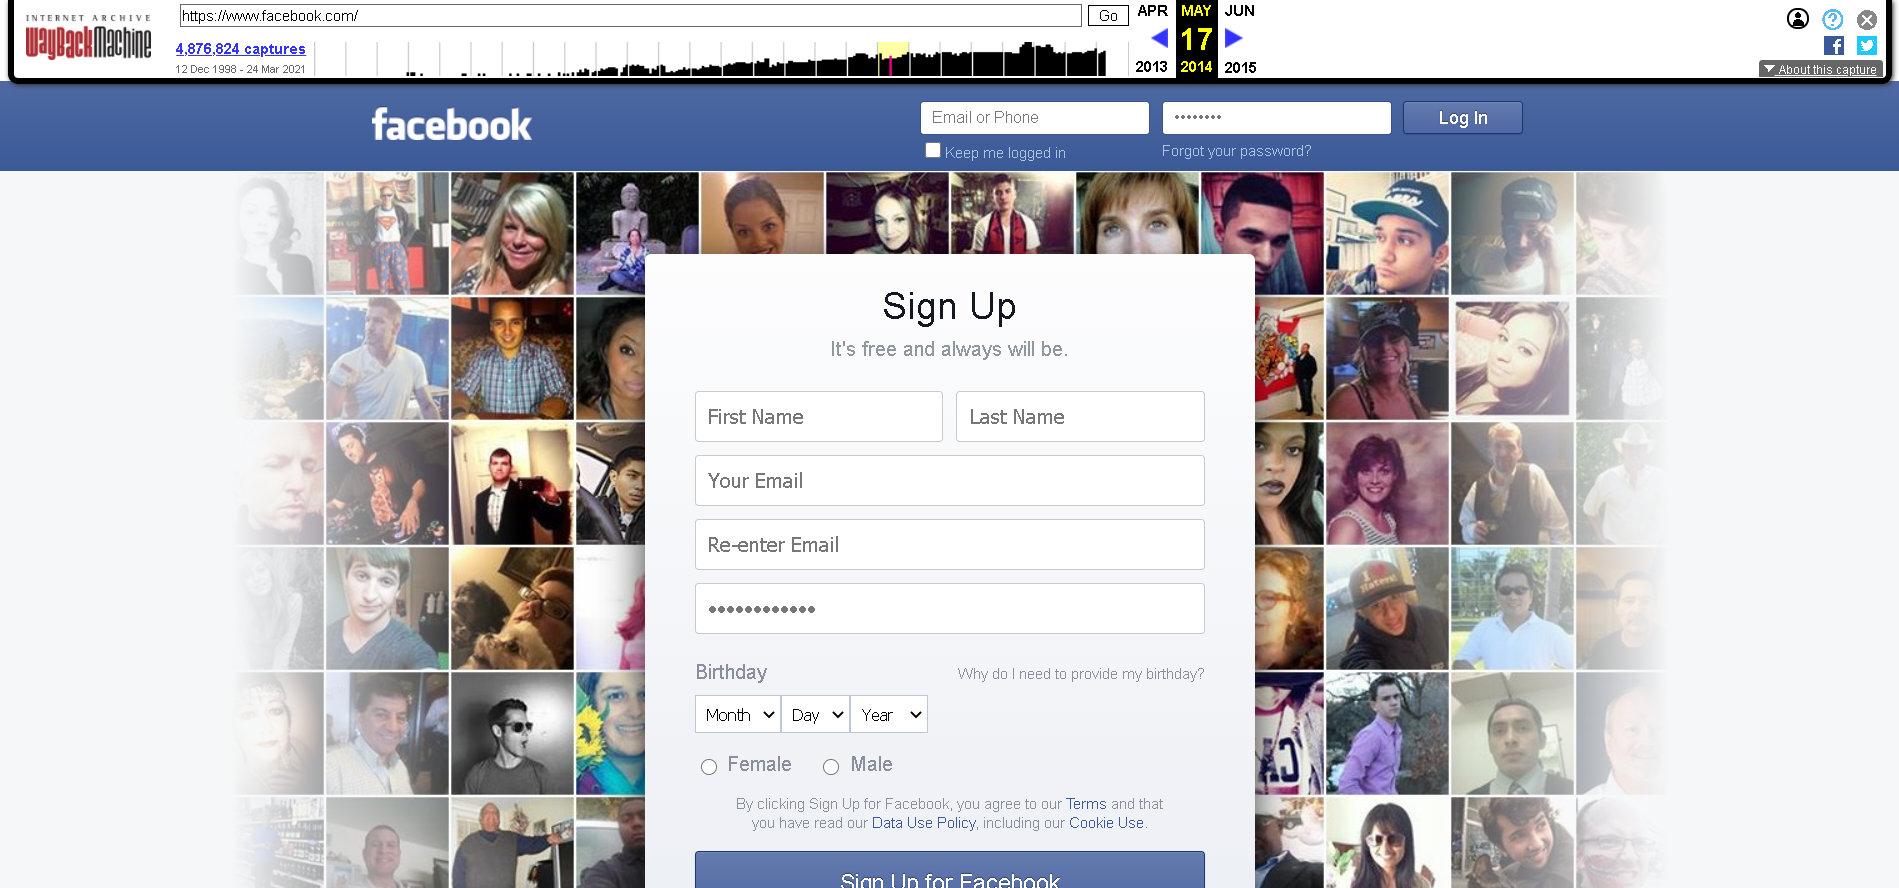 INTERNET ARCHIVE
WayBackMachine
https://www.facebook.com/
Go
APR MAY JUN
17
2013 2014 2015
4,876,824 captures
12 Dec 1998 - 24 Mar 2021
About this capture
facebook
Email or Phone
••••••••
Log In
Keep me logged in
Forgot your password?
Sign Up
It's free and always will be.
First Name
Last Name
Your Email
Re-enter Email
••••••••••••
Birthday
Why do I need to provide my birthday?
Month Day Year
Female Male
By clicking Sign Up for Facebook, you agree to our Terms and that
you have read our Data Use Policy, including our Cookie Use.
Sign Up for Facebook